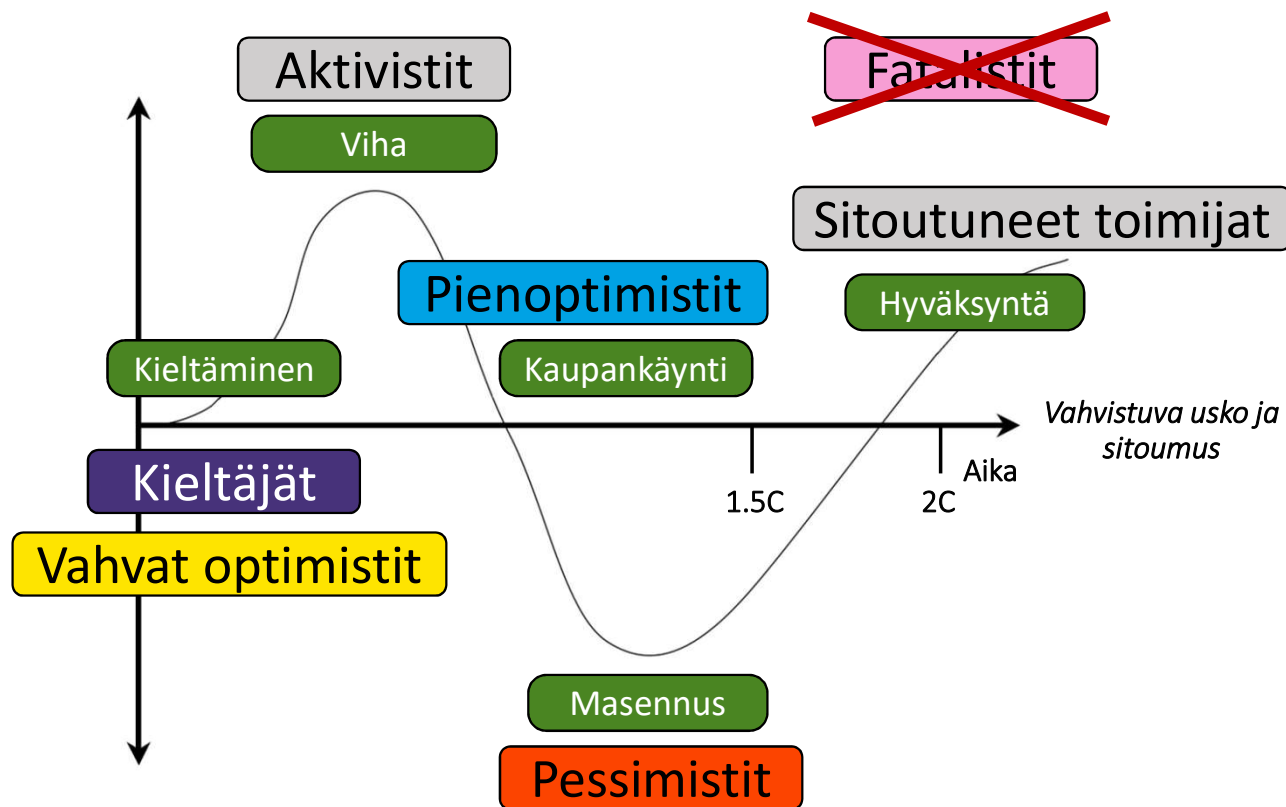 Aktivistit
Fatalistit
Viha
Sitoutuneet toimijat
Pienoptimistit
Hyväksyntä
Kieltäminen
Kaupankäynti
Vahvistuva usko ja
sitoumus
Kieltäjät
Aika
1.5C
2C
Vahvat optimistit
Masennus
Pessimistit